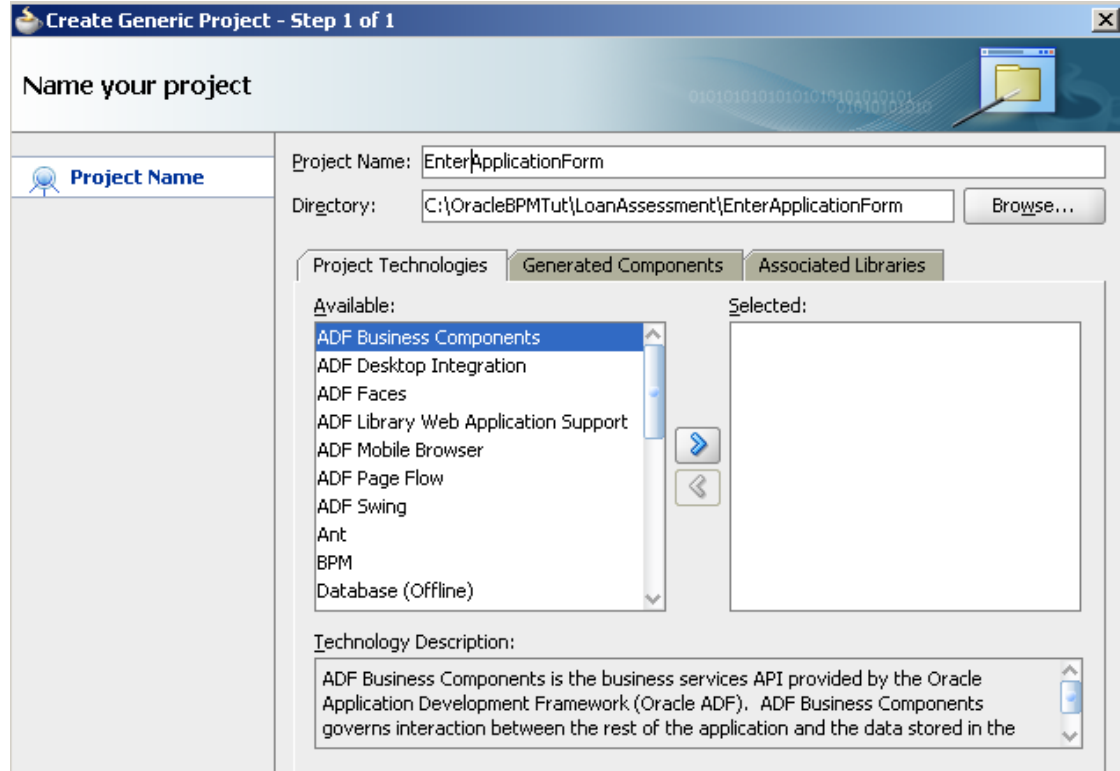 Create Generic Project - Step 1 of 1
Name your project
Project Name
Project Name: EnterApplicationForm
Directory: C:\OracleBPMTut\LoanAssessment\EnterApplicationForm Browse...
Project Technologies Generated Components Associated Libraries
Available: Selected:
ADF Business Components
ADF Desktop Integration
ADF Faces
ADF Library Web Application Support
ADF Mobile Browser
ADF Page Flow
ADF Swing
Ant
BPM
Database (Offline)
Technology Description:
ADF Business Components is the business services API provided by the Oracle
Application Development Framework (Oracle ADF). ADF Business Components
governs interaction between the rest of the application and the data stored in the